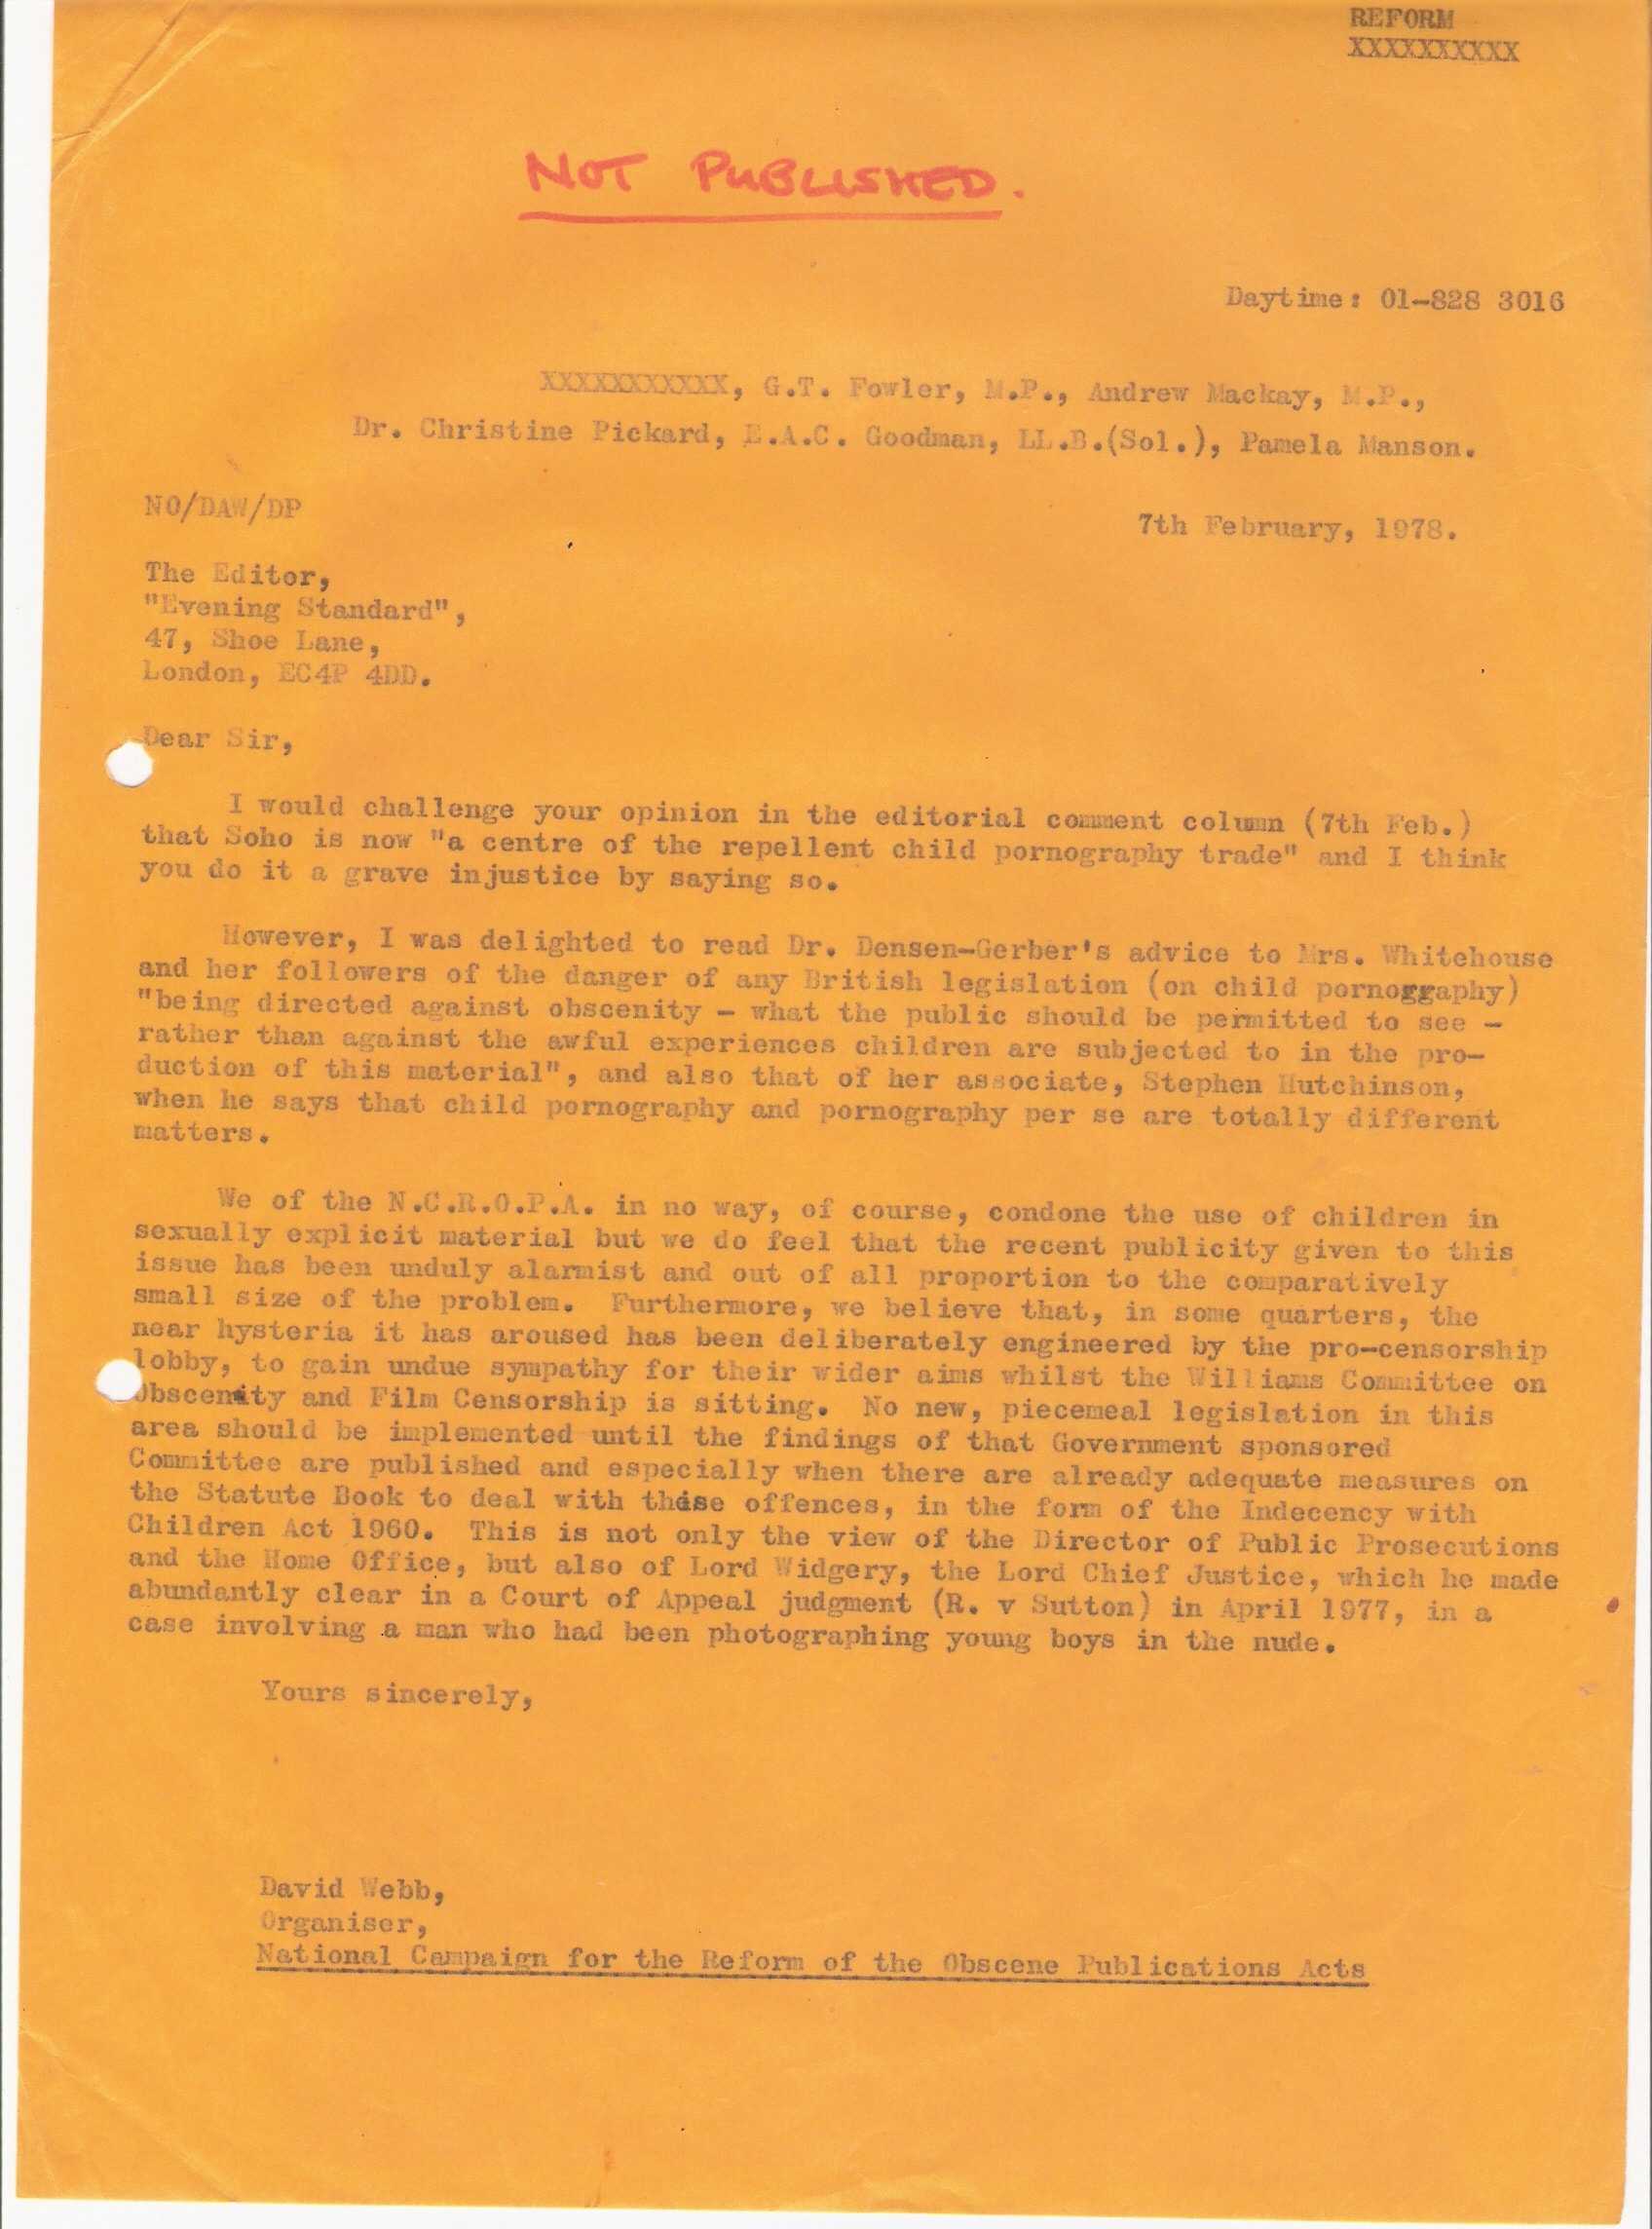 REFORM
XXXXXXXXXX
NOT PUBLISHED.
Daytime: 01-828 3016
XXXXXXXXXXX, G.T. Fowler, M.P., Andrew Mackay, M.P.,
Dr. Christine Pickard, E.A.C. Goodman, LL.B.(Sol.), Pamela Manson.
NO/DAW/DP
7th February, 1978.
The Editor,
"Evening Standard",
47, Shoe Lane,
London, EC4P 4DD.
Dear Sir,
I would challenge your opinion in the editorial comment column (7th Feb.)
that Soho is now "a centre of the repellent child pornography trade" and I think
you do it a grave injustice by saying so.
However, I was delighted to read Dr. Densen-Gerber's advice to Mrs. Whitehouse
and her followers of the danger of any British legislation (on child pornography)
"being directed against obscenity - what the public should be permitted to see -
rather than against the awful experiences children are subjected to in the pro-
duction of this material", and also that of her associate, Stephen Hutchinson,
when he says that child pornography and pornography per se are totally different
matters.
We of the N.C.R.O.P.A. in no way, of course, condone the use of children in
sexually explicit material but we do feel that the recent publicity given to this
issue has been unduly alarmist and out of all proportion to the comparatively
small size of the problem. Furthermore, we believe that, in some quarters, the
near hysteria it has aroused has been deliberately engineered by the pro-censorship
lobby, to gain undue sympathy for their wider aims whilst the Williams Committee on
Obscenity and Film Censorship is sitting. No new, piecemeal legislation in this
area should be implemented until the findings of that Government sponsored
Committee are published and especially when there are already adequate measures on
the Statute Book to deal with these offences, in the form of the Indecency with
Children Act 1960. This is not only the view of the Director of Public Prosecutions
and the Home Office, but also of Lord Widgery, the Lord Chief Justice, which he made
abundantly clear in a Court of Appeal judgment (R. v Sutton) in April 1977, in a
case involving a man who had been photographing young boys in the nude.
Yours sincerely,
David Webb,
Organiser,
National Campaign for the Reform of the Obscene Publications Acts